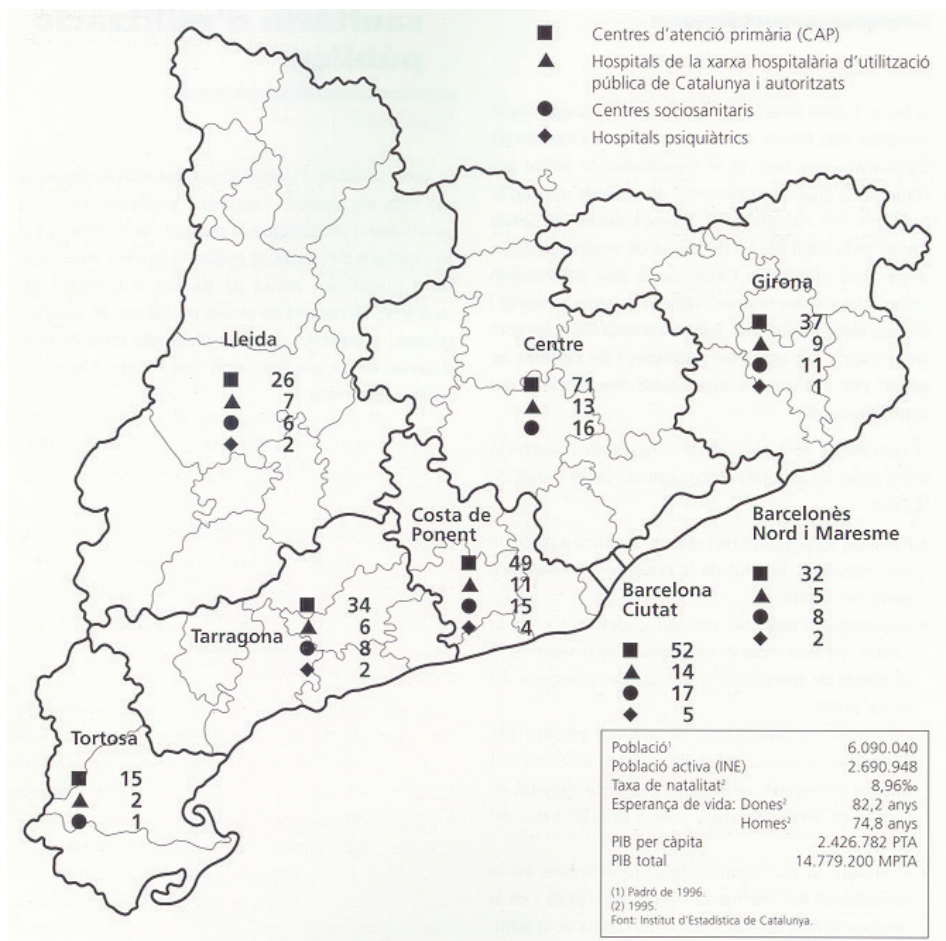 ■ Centres d'atenció primària (CAP)
▲ Hospitals de la xarxa hospitalària d'utilització
pública de Catalunya i autoritzats
● Centres sociosanitaris
◆ Hospitals psiquiàtrics
Girona
■ 37
▲ 9
● 11
◆ 1
Lleida
■ 26
▲ 7
● 6
◆ 2
Centre
■ 71
▲ 13
● 16
Costa de
Ponent
■ 49
▲ 11
● 15
◆ 4
Barcelonès
Nord i Maresme
■ 32
▲ 5
● 8
◆ 2
Barcelona
Ciutat
■ 52
▲ 14
● 17
◆ 5
Tarragona
■ 34
▲ 6
● 8
◆ 2
Tortosa
■ 15
▲ 2
● 1
Població¹ 6.090.040
Població activa (INE) 2.690.948
Taxa de natalitat² 8,96‰
Esperança de vida: Dones² 82,2 anys
Homes² 74,8 anys
PIB per càpita 2.426.782 PTA
PIB total 14.779.200 MPTA
(1) Padró de 1996.
(2) 1995.
Font: Institut d'Estadística de Catalunya.